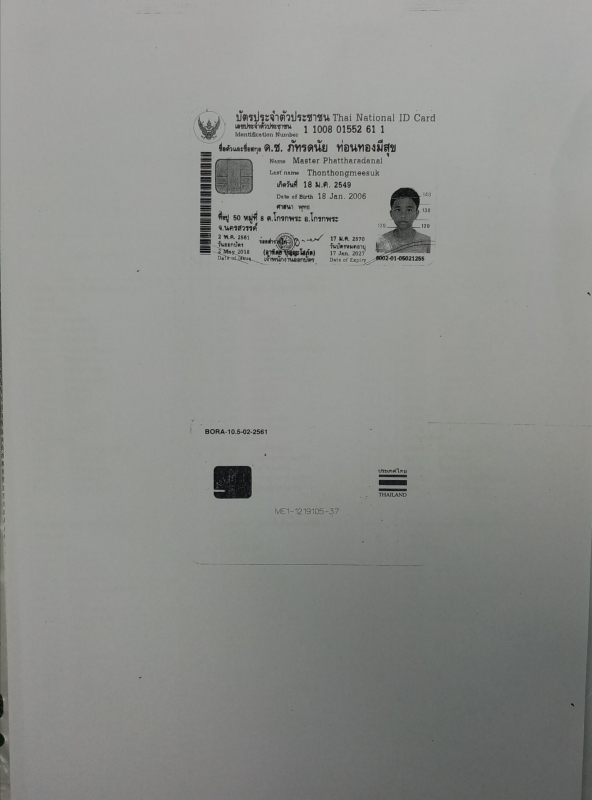 บัตรประจำตัวประชาชน Thai National ID Card
เลขประจำตัวประชาชน
Identification Number
1 1008 01552 61 1
ชื่อตัวและชื่อสกุล ด.ช. ภัทรดนัย ท่อนทองมีสุข
Name Master Phattharadanai
Last name Thonthongmeesuk
เกิดวันที่ 18 ม.ค. 2549
Date of Birth 18 Jan. 2006
ศาสนา พุทธ
ที่อยู่ 50 หมู่ที่ 8 ต.โกรกพระ อ.โกรกพระ
จ.นครสวรรค์
2 พ.ค. 2561
วันออกบัตร
2 May 2018
Date of Issue
เจ้าพนักงานออกบัตร
17 ม.ค. 2570
วันบัตรหมดอายุ
17 Jan. 2027
Date of Expiry
130
120
120
110
6002-01-05021255
BORA-10.5-02-2561
ประเทศไทย
THAILAND
ME1-1219105-37